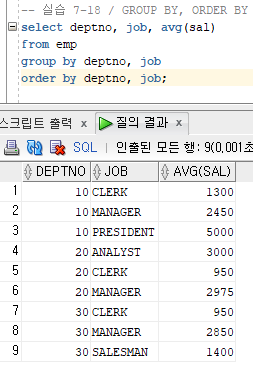 -- 실습 7-18 / GROUP BY, ORDER BY
select deptno, job, avg(sal)
from emp
group by deptno, job
order by deptno, job;
스크립트 출력 × 질의 결과 ×
SQL | 인출된 모든 행: 9(0,001초
DEPTNO JOB AVG(SAL)
1 10 CLERK 1300
2 10 MANAGER 2450
3 10 PRESIDENT 5000
4 20 ANALYST 3000
5 20 CLERK 950
6 20 MANAGER 2975
7 30 CLERK 950
8 30 MANAGER 2850
9 30 SALESMAN 1400